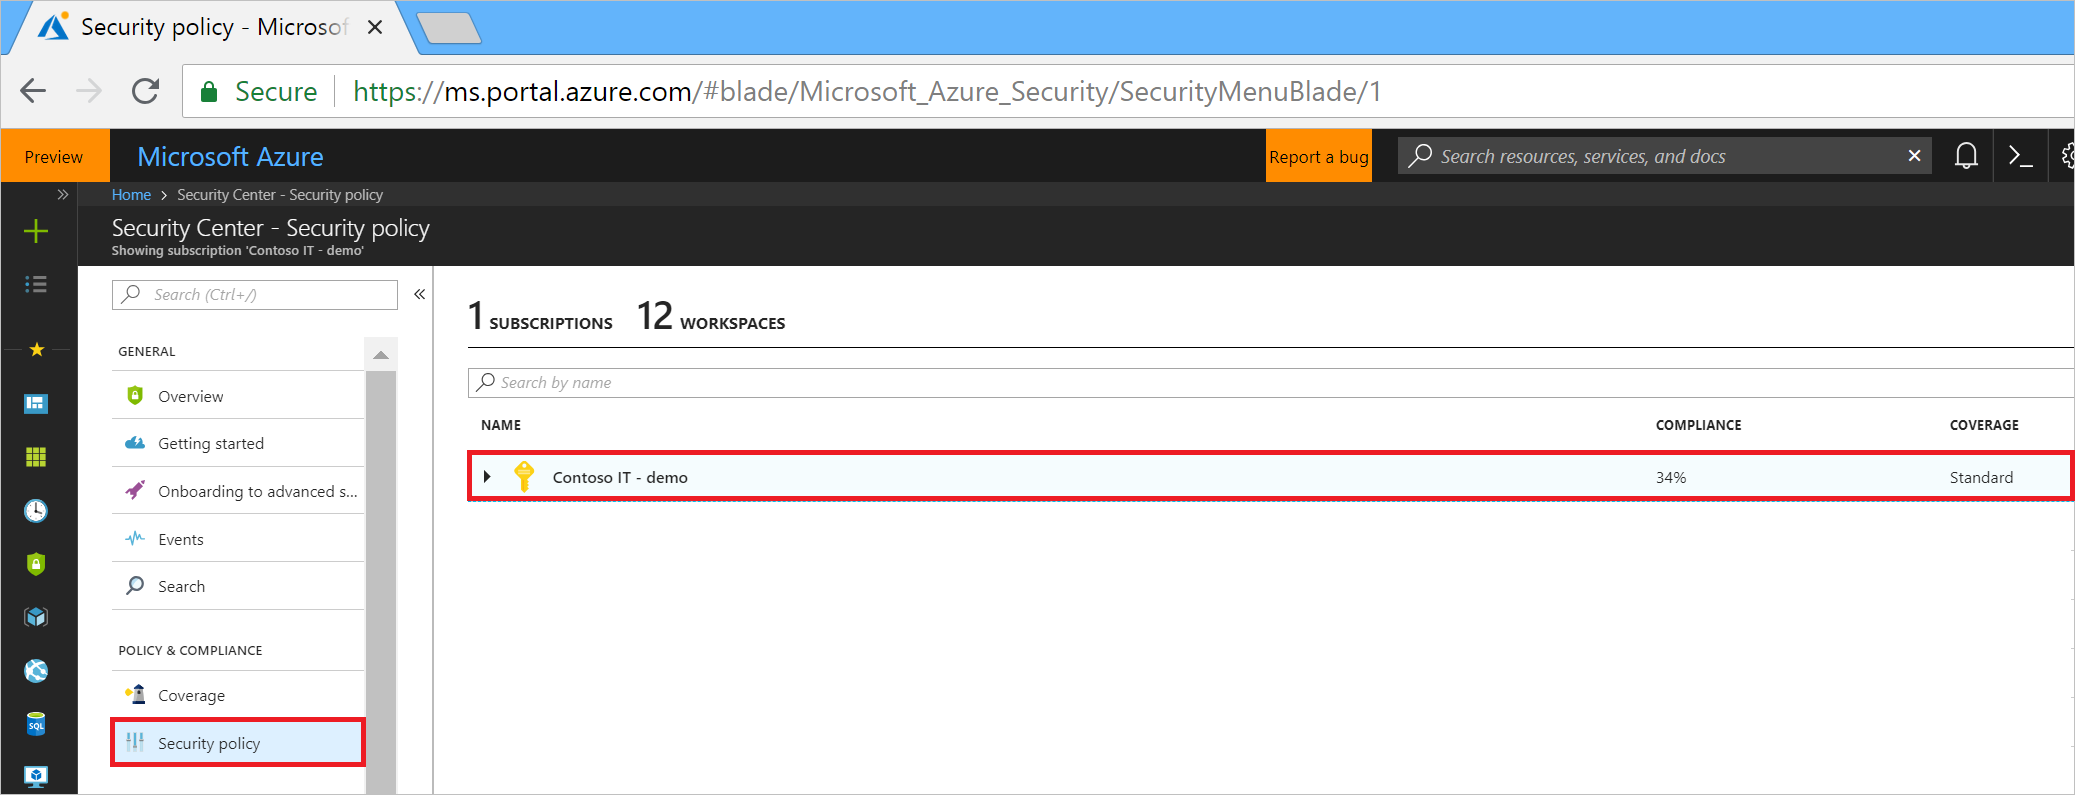 Security policy - Microsof
Secure https://ms.portal.azure.com/#blade/Microsoft_Azure_Security/SecurityMenuBlade/1
Preview Microsoft Azure Report a bug Search resources, services, and docs
Home > Security Center - Security policy
Security Center - Security policy
Showing subscription 'Contoso IT - demo'
Search (Ctrl+/)
GENERAL
Overview
Getting started
Onboarding to advanced s...
Events
Search
POLICY & COMPLIANCE
Coverage
Security policy
1 SUBSCRIPTIONS 12 WORKSPACES
Search by name
NAME COMPLIANCE COVERAGE
Contoso IT - demo 34% Standard
SQL